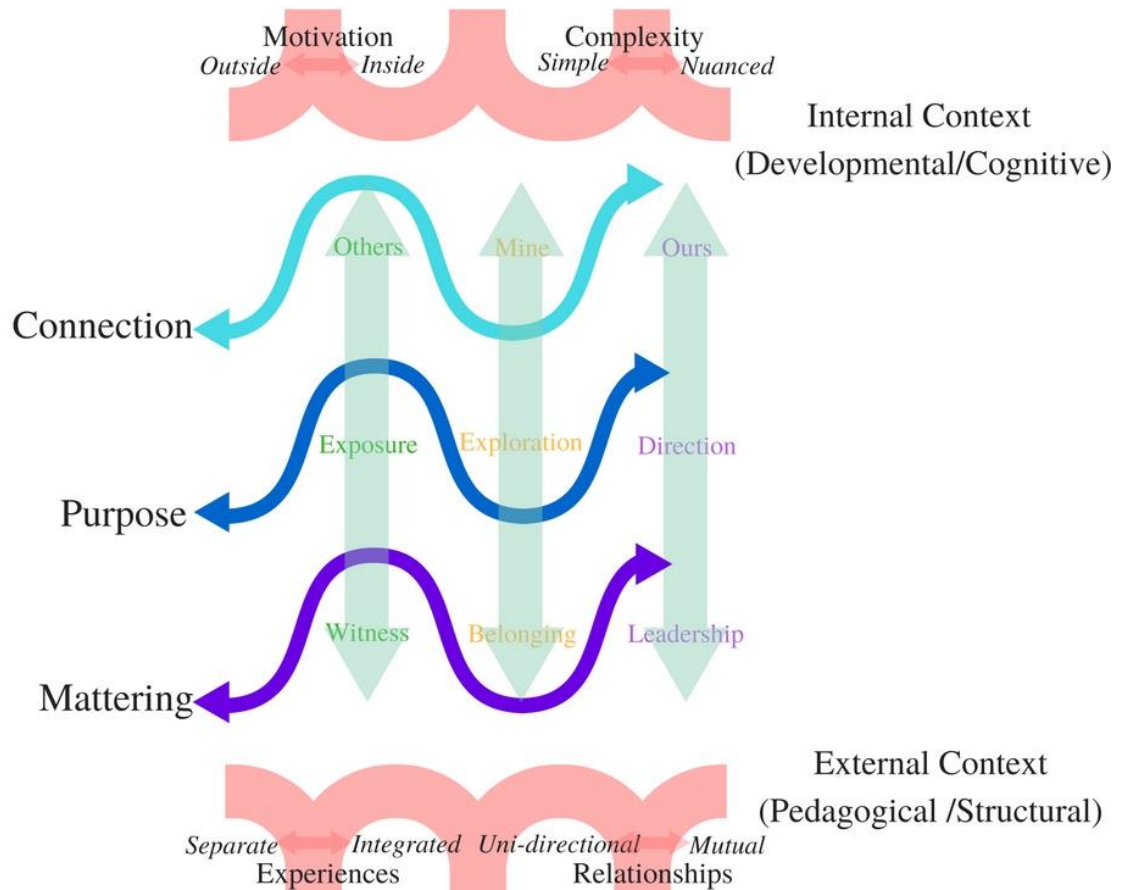 Motivation
Outside Inside
Complexity
Simple Nuanced
Internal Context
(Developmental/Cognitive)
Others Mine Ours
Connection
Exposure Exploration Direction
Purpose
Witness Belonging Leadership
Mattering
External Context
(Pedagogical /Structural)
Separate Integrated
Experiences
Uni-directional Mutual
Relationships